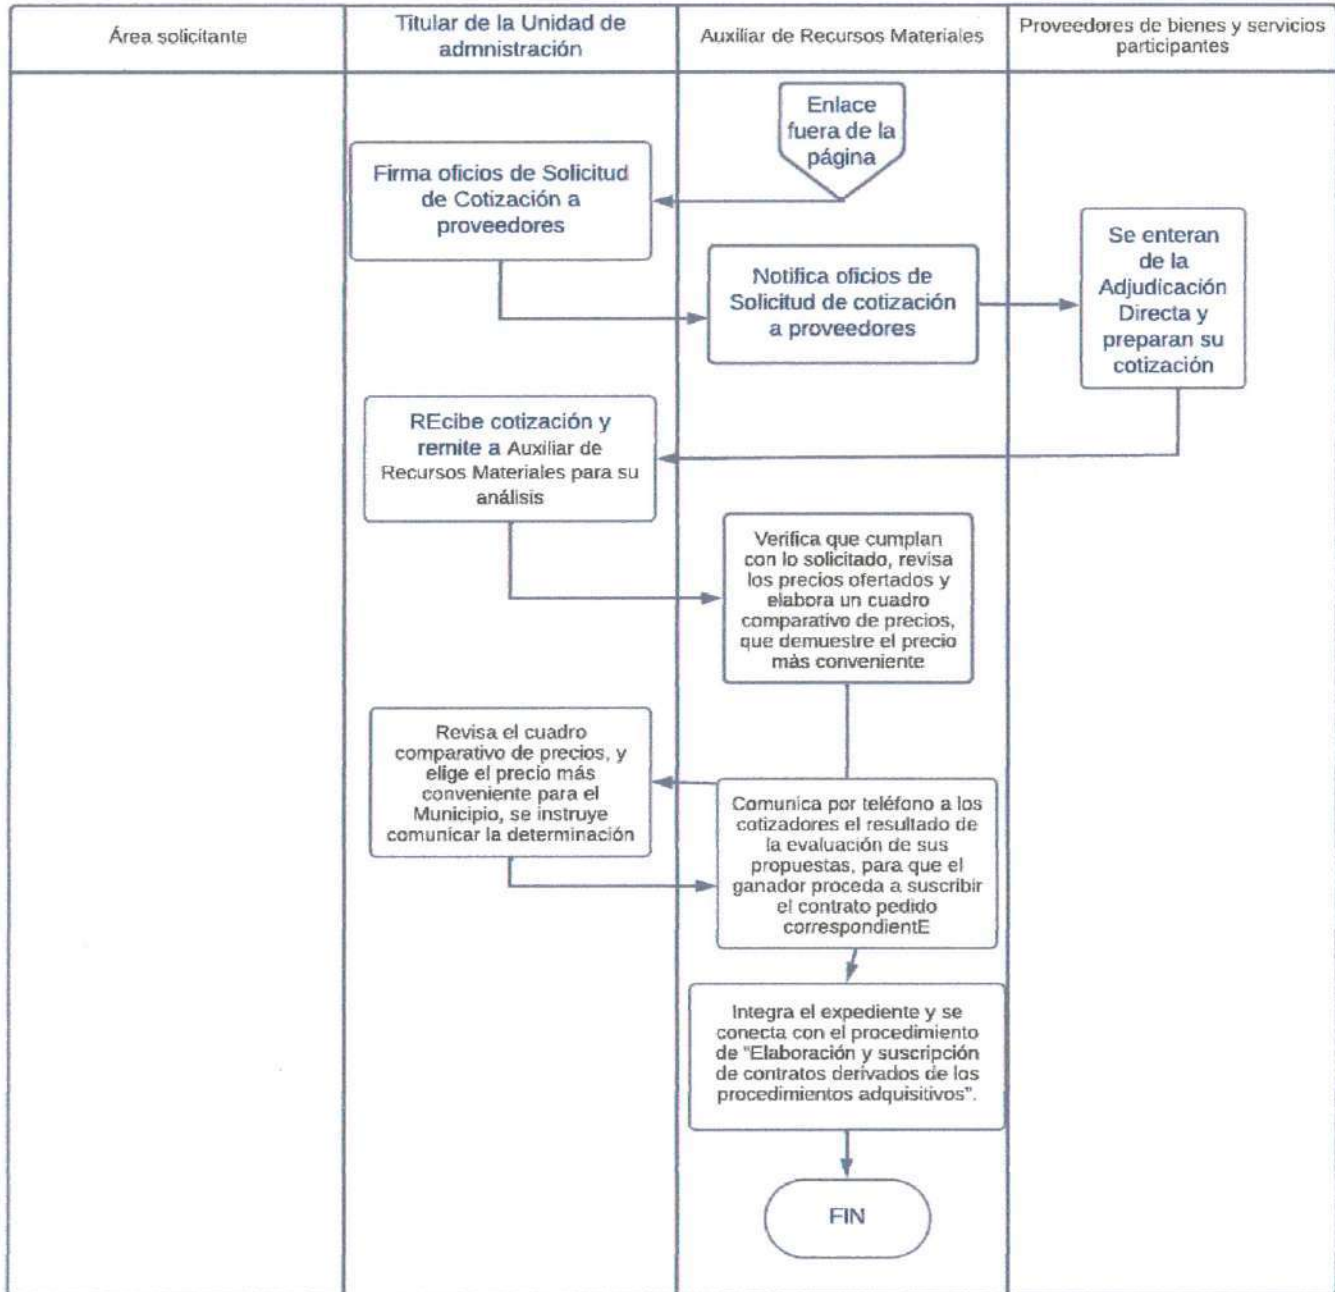 Área solicitante
Titular de la Unidad de
admnistración
Auxiliar de Recursos Materiales
Proveedores de bienes y servicios
participantes
Enlace
fuera de la
página
Firma oficios de Solicitud
de Cotización a
proveedores
Notifica oficios de
Solicitud de cotización
a proveedores
Se enteran
de la
Adjudicación
Directa y
preparan su
cotización
REcibe cotización y
remite a Auxiliar de
Recursos Materiales para su
análisis
Verifica que cumplan
con lo solicitado, revisa
los precios ofertados y
elabora un cuadro
comparativo de precios,
que demuestre el precio
màs conveniente
Revisa el cuadro
comparativo de precios, y
elige el precio más
conveniente para el
Municipio, se instruye
comunicar la determinación
Comunica por teléfono a los
cotizadores el resultado de
la evaluación de sus
propuestas, para que el
ganador proceda a suscribir
el contrato pedido
correspondientE
Integra el expediente y se
conecta con el procedimiento
de "Elaboración y suscripción
de contratos derivados de los
procedimientos adquisitivos".
FIN